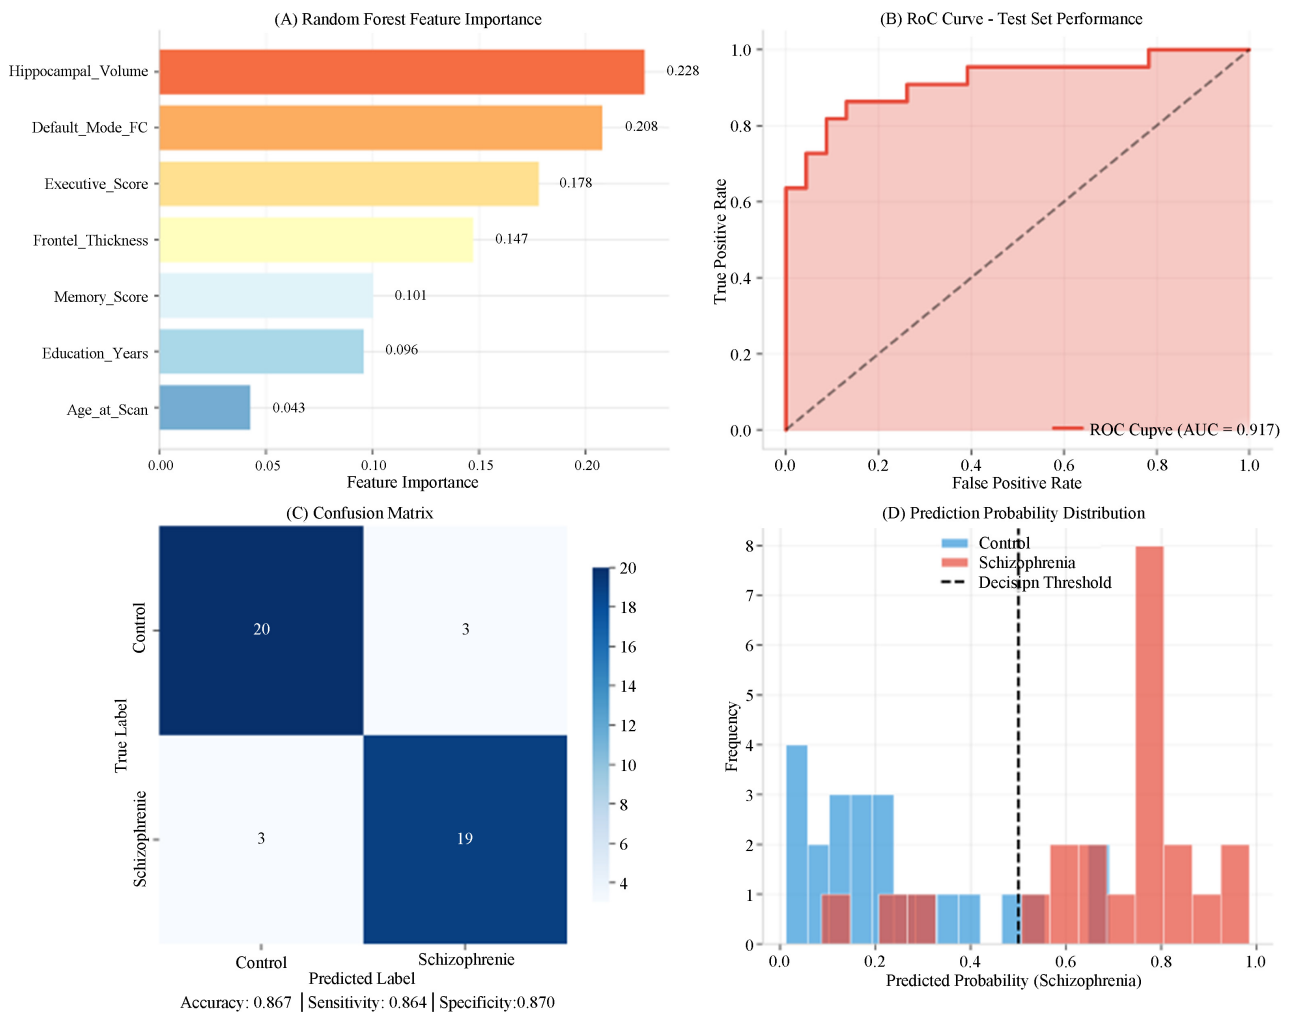 (A) Random Forest Feature Importance
Hippocampal_Volume
0.228
Default_Mode_FC
0.208
Executive_Score
0.178
Frontel_Thickness
0.147
Memory_Score
0.101
Education_Years
0.096
Age_at_Scan
0.043
0.00 0.05 0.10 0.15 0.20
Feature Importance
(B) RoC Curve - Test Set Performance
True Positive Rate
1.0
0.8
0.6
0.4
0.2
0.0
ROC Cupve (AUC = 0.917)
0.0 0.2 0.4 0.6 0.8 1.0
False Positive Rate
(C) Confusion Matrix
True Label
Control
20 3
Schizophrenie
3 19
20
18
16
14
12
10
8
6
4
Control Schizophrenie
Predicted Label
Accuracy: 0.867 | Sensitivity: 0.864 | Specificity:0.870
(D) Prediction Probability Distribution
Control
Schizophrenia
Decisipn Threshold
Frequency
8
7
6
5
4
3
2
1
0
0.0 0.2 0.4 0.6 0.8 1.0
Predicted Probability (Schizophrenia)